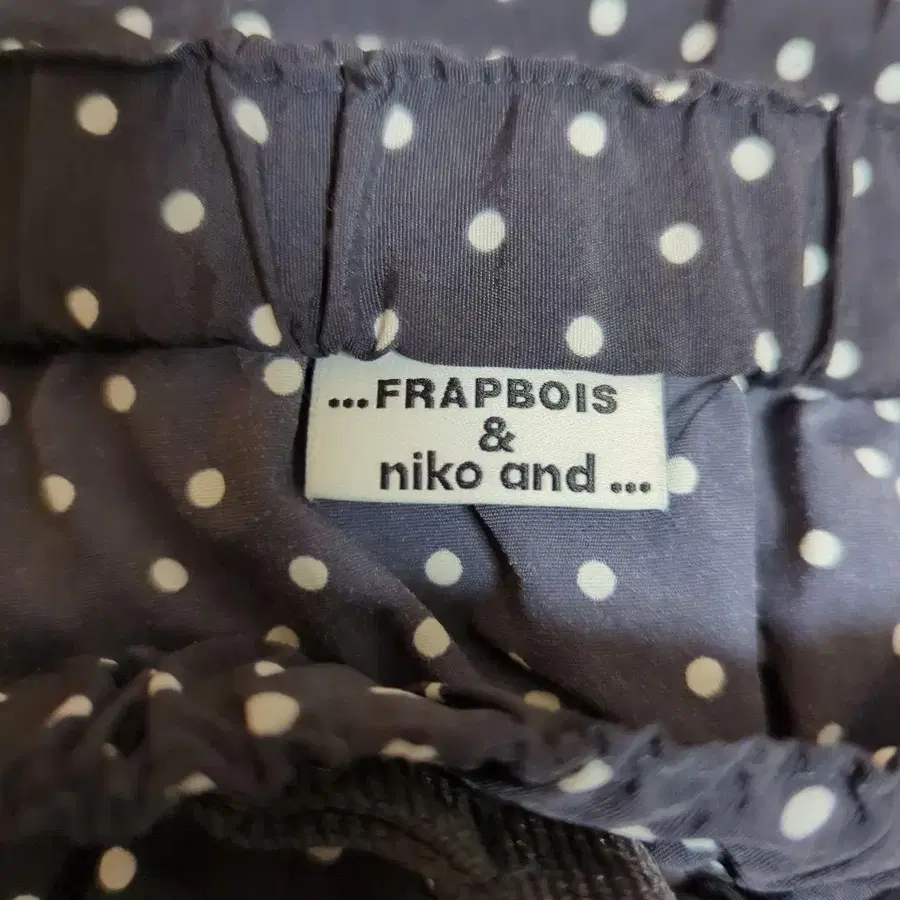 ...FRAPBOIS
&
niko and ...